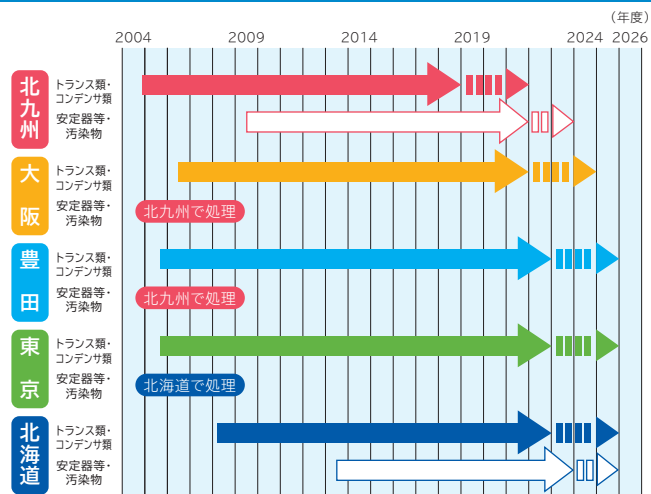 (年度)
2004 2009 2014 2019 2024 2026
北九州
トランス類・
コンデンサ類
安定器等・
汚染物
大阪
トランス類・
コンデンサ類
安定器等・
汚染物
北九州で処理
豊田
トランス類・
コンデンサ類
安定器等・
汚染物
北九州で処理
東京
トランス類・
コンデンサ類
安定器等・
汚染物
北海道で処理
北海道
トランス類・
コンデンサ類
安定器等・
汚染物